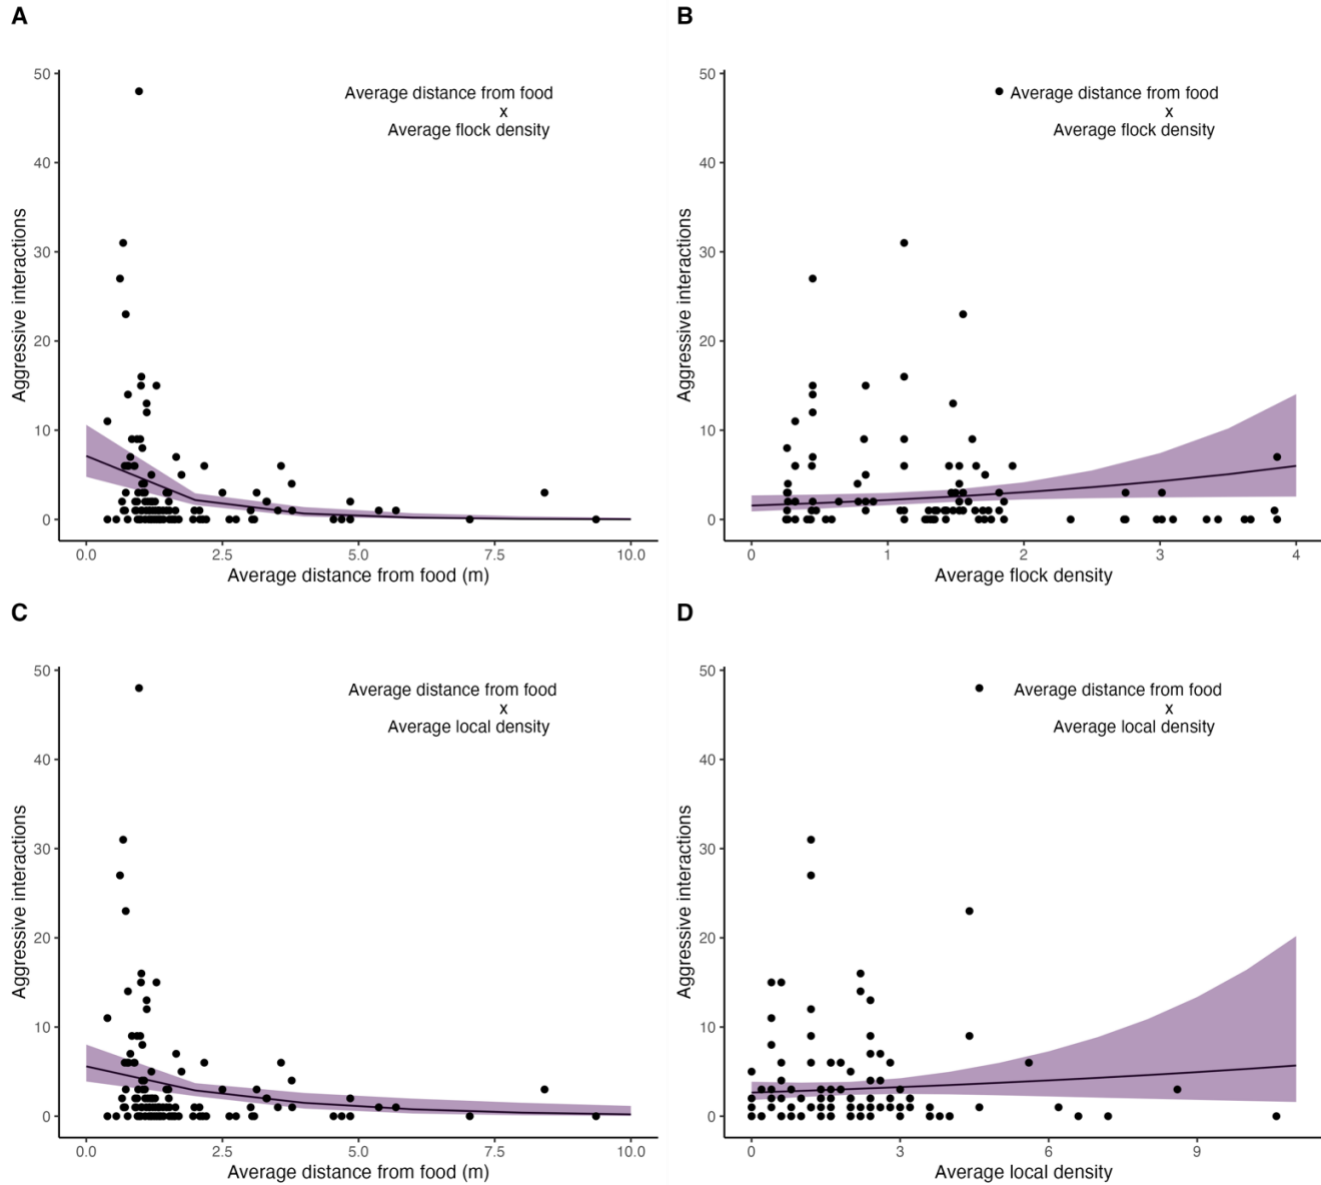 A
Average distance from food
x
Average flock density
50
40
30
20
10
0
Aggressive interactions
0.0
2.5
5.0
7.5
10.0
Average distance from food (m)
B
Average distance from food
x
Average flock density
50
40
30
20
10
0
Aggressive interactions
0
1
2
3
4
Average flock density
C
Average distance from food
x
Average local density
50
40
30
20
10
0
Aggressive interactions
0.0
2.5
5.0
7.5
10.0
Average distance from food (m)
D
Average distance from food
x
Average local density
50
40
30
20
10
0
Aggressive interactions
0
3
6
9
Average local density